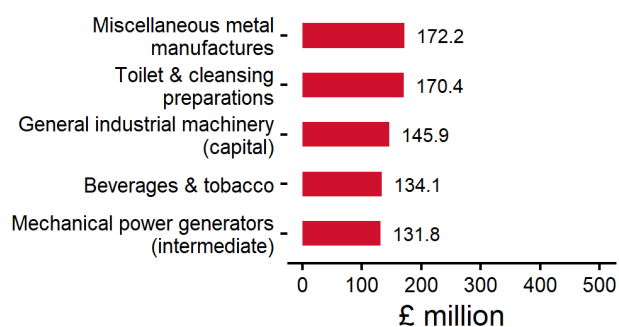 Miscellaneous metal
manufactures
172.2
Toilet & cleansing
preparations
170.4
General industrial machinery
(capital)
145.9
Beverages & tobacco
134.1
Mechanical power generators
(intermediate)
131.8
0 100 200 300 400 500
£ million